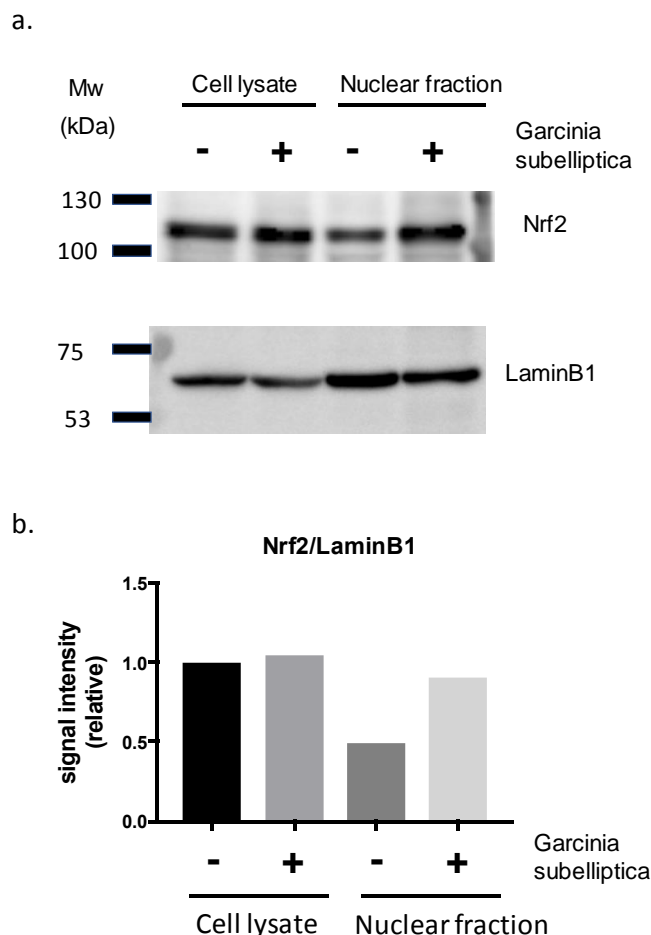 a.
Mw
(kDa)
Cell lysate
Nuclear fraction
- + - +
Garcinia
subelliptica
130
100
Nrf2
75
53
LaminB1
b.
Nrf2/LaminB1
signal intensity
(relative)
1.5
1.0
0.5
0.0
- + - +
Garcinia
subelliptica
Cell lysate
Nuclear fraction